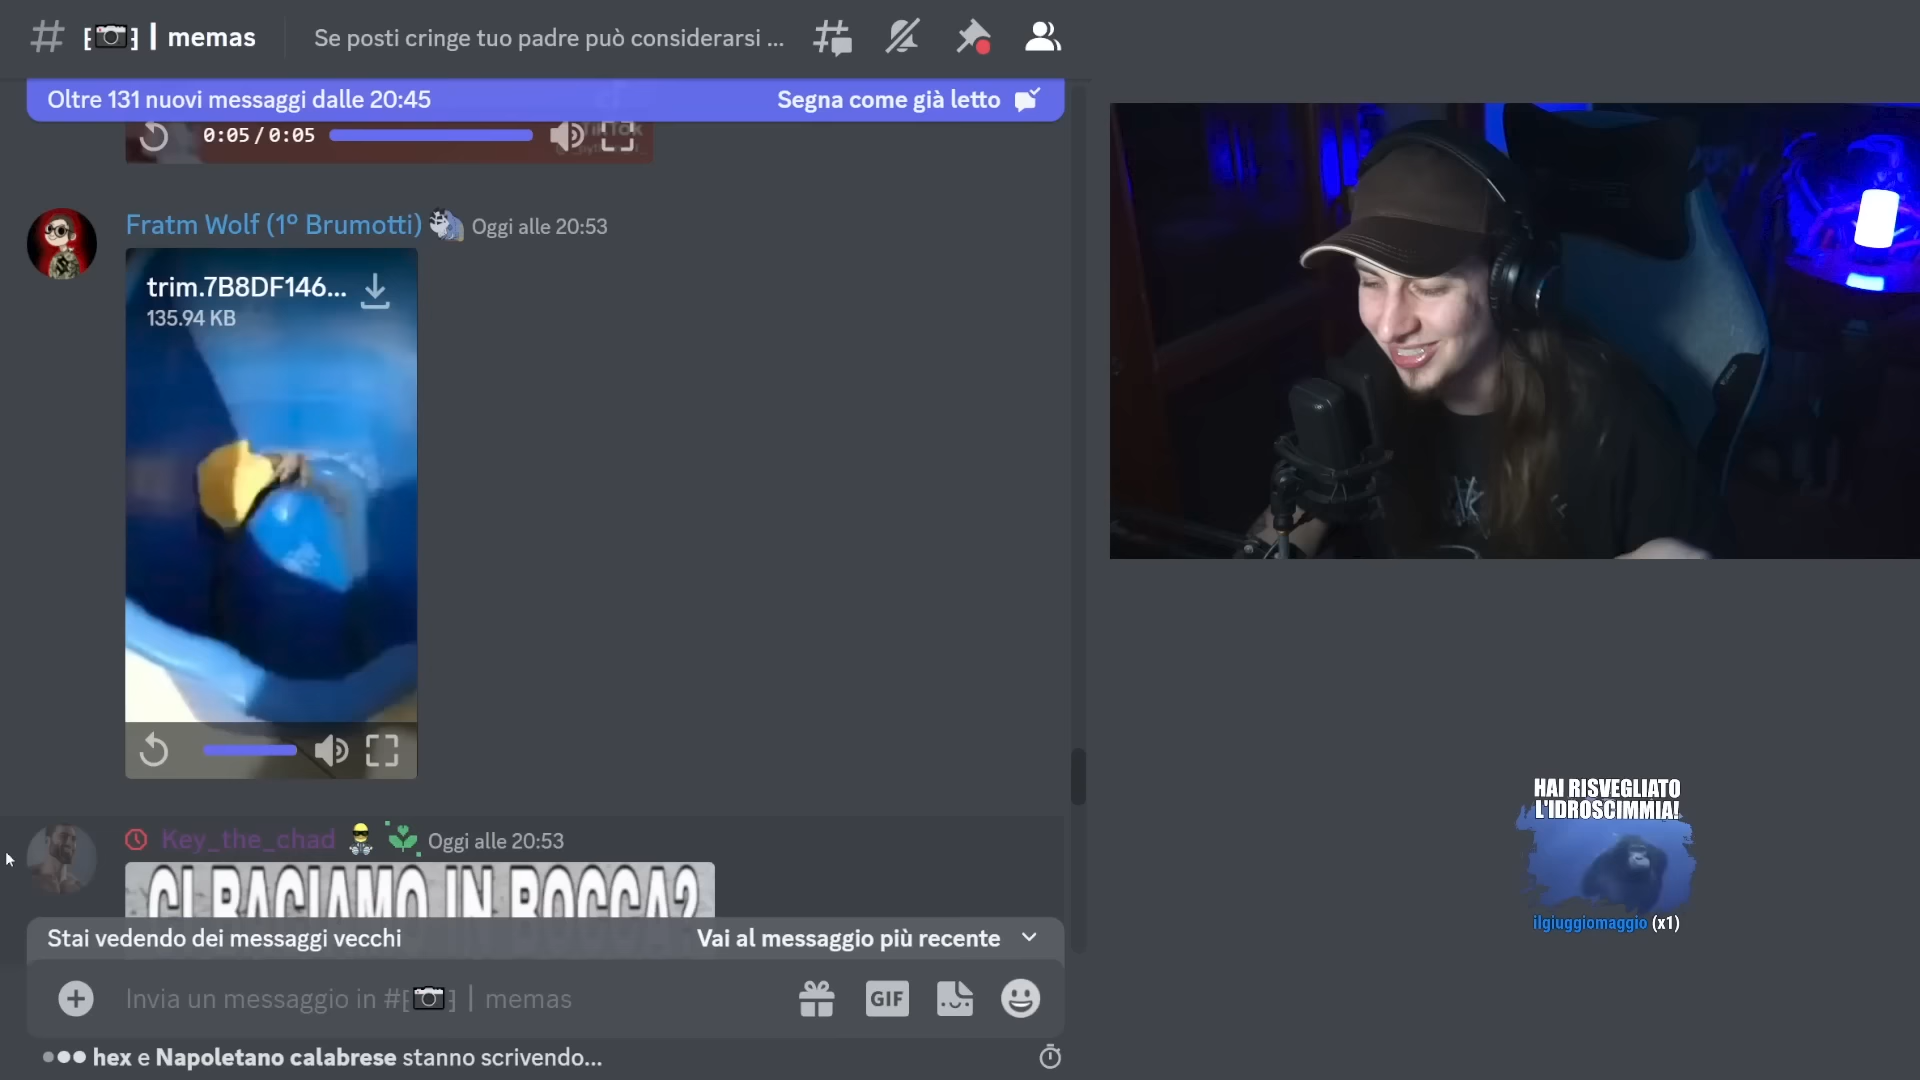 [📷] | memas
Se posti cringe tuo padre può considerarsi ...
Oltre 131 nuovi messaggi dalle 20:45
Segna come già letto
0:05 / 0:05
TikTok
Fratm Wolf (1° Brumotti) Oggi alle 20:53
trim.7B8DF146...
135.94 KB
Key_the_chad Oggi alle 20:53
CI BACIAMO IN BOCCA?
Stai vedendo dei messaggi vecchi
Vai al messaggio più recente
Invia un messaggio in #[📷] | memas
GIF
hex e Napoletano calabrese stanno scrivendo...
HAI RISVEGLIATO
L'IDROSCIMMIA!
ilgiuggiomaggio (x1)